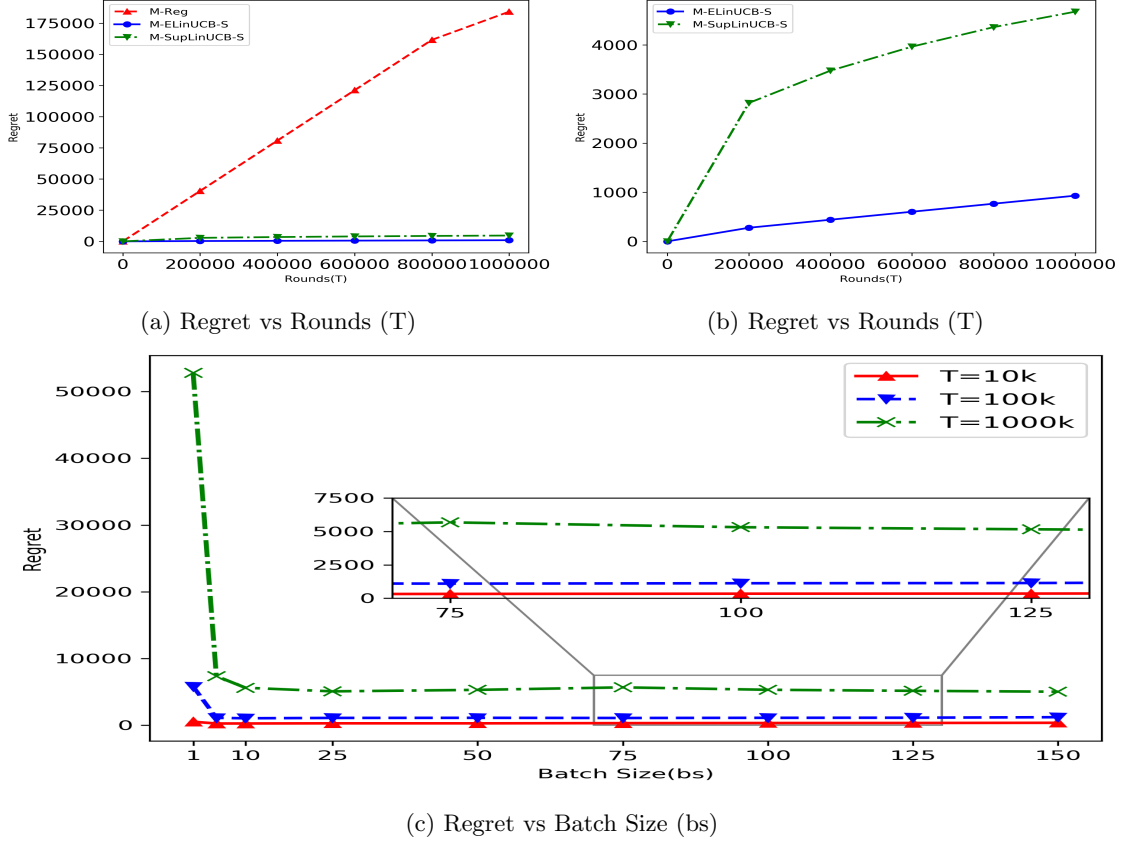 M-Reg
M-ELinUCB-S
M-SupLinUCB-S
175000
150000
125000
100000
75000
50000
25000
0
Regret
0 200000 400000 600000 800000 1000000
Rounds(T)
(a) Regret vs Rounds (T)
M-ELinUCB-S
M-SupLinUCB-S
4000
3000
2000
1000
0
Regret
0 200000 400000 600000 800000 1000000
Rounds(T)
(b) Regret vs Rounds (T)
T=10k
T=100k
T=1000k
50000
40000
30000
20000
10000
0
Regret
7500
5000
2500
0
75 100 125
1 10 25 50 75 100 125 150
Batch Size(bs)
(c) Regret vs Batch Size (bs)